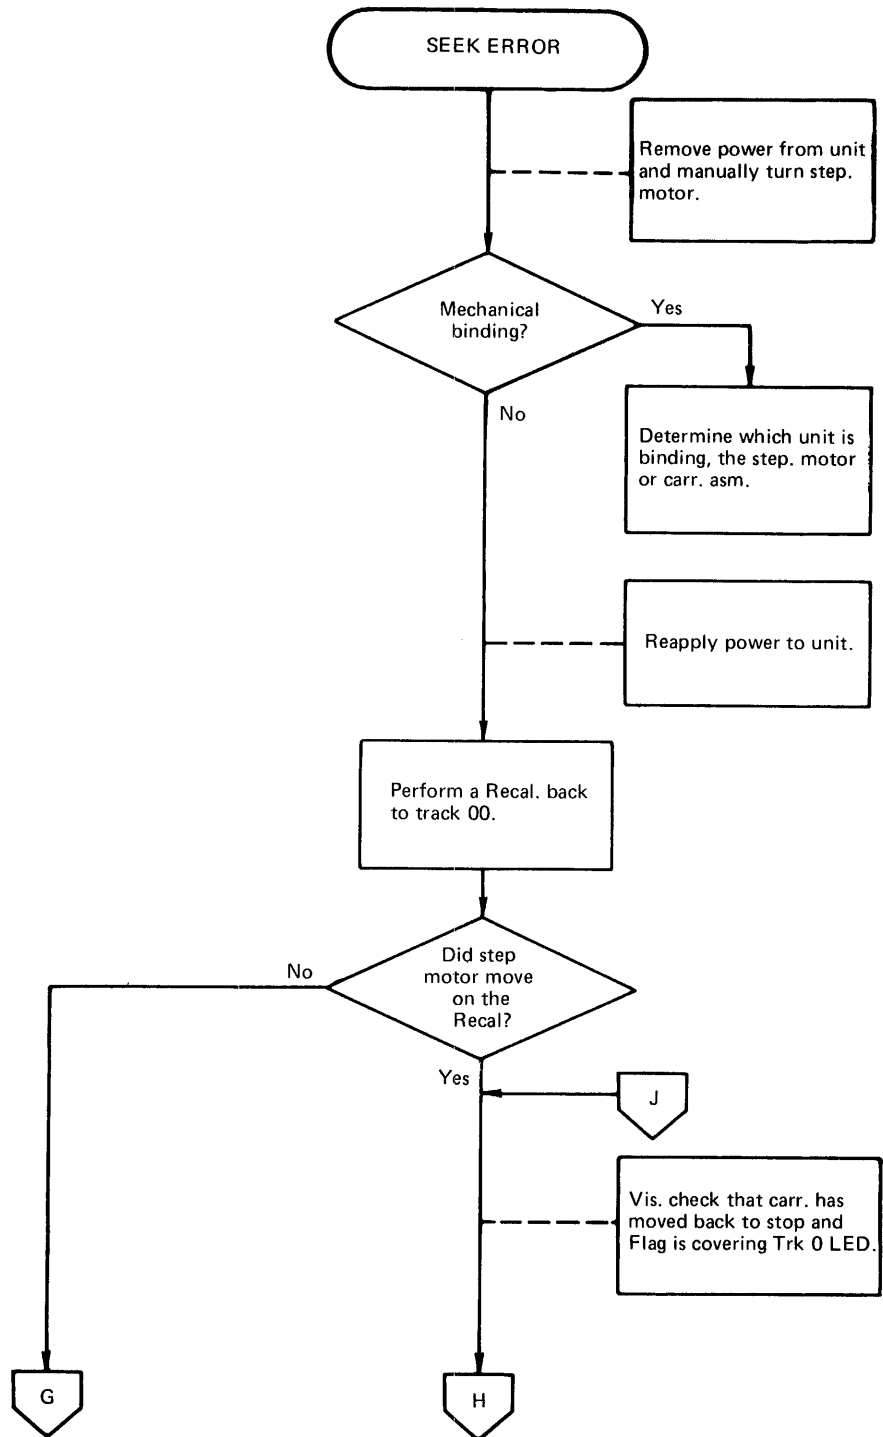 SEEK ERROR
Remove power from unit
and manually turn step.
motor.
Mechanical
binding?
Yes
No
Determine which unit is
binding, the step. motor
or carr. asm.
Reapply power to unit.
Perform a Recal. back
to track 00.
Did step
motor move
on the
Recal?
No
Yes
J
Vis. check that carr. has
moved back to stop and
Flag is covering Trk 0 LED.
G
H